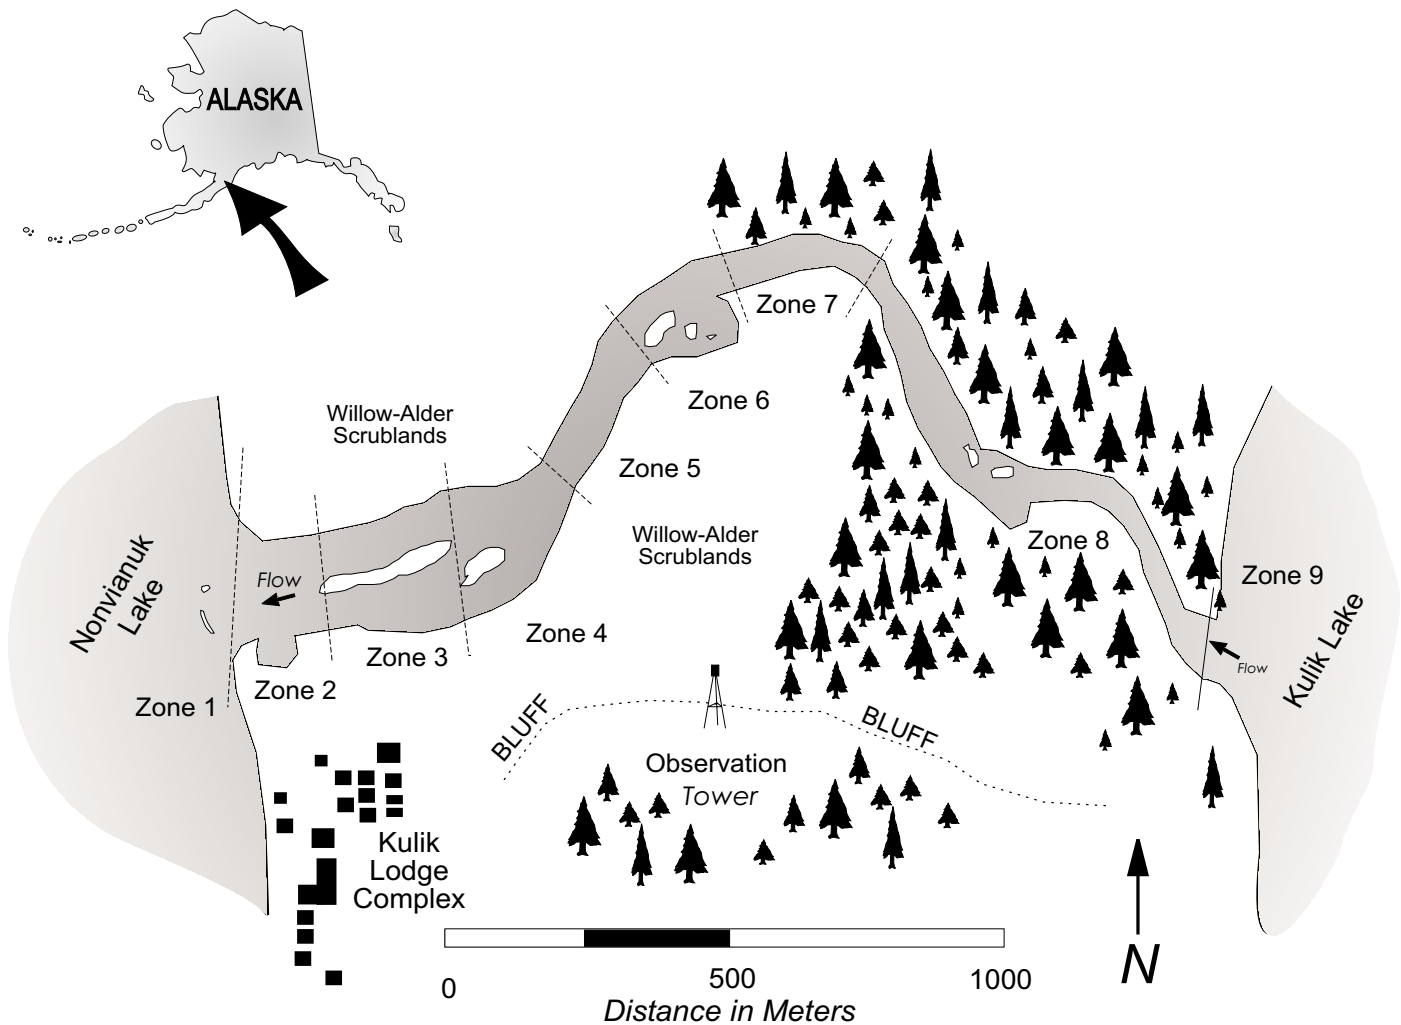 ALASKA
Zone 7
Zone 6
Willow-Alder
Scrublands
Zone 5
Willow-Alder
Scrublands
Zone 8
Nonvianuk
Lake
Flow
Zone 9
Kulik Lake
Flow
Zone 4
Zone 3
Zone 2
Zone 1
BLUFF
BLUFF
Observation
Tower
Kulik
Lodge
Complex
N
0
500
1000
Distance in Meters